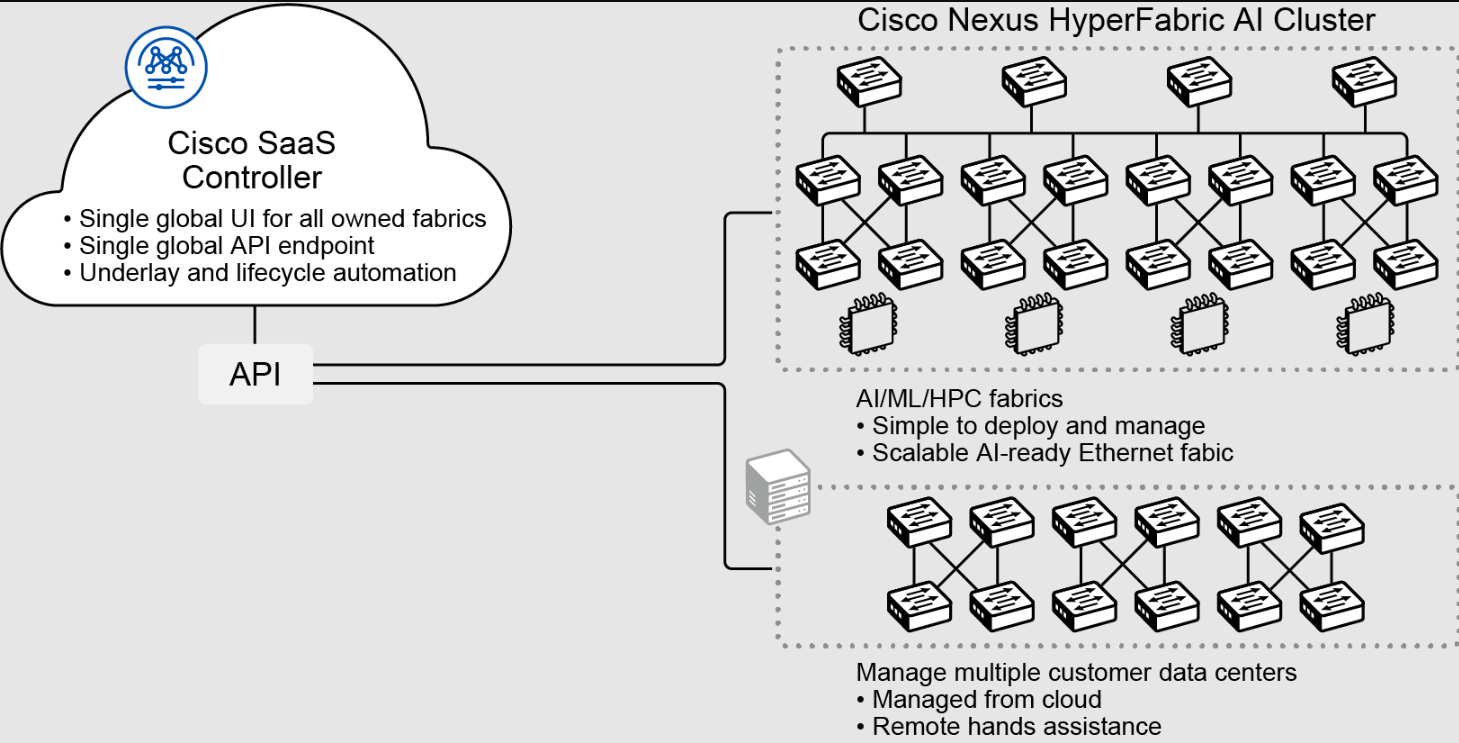 Cisco Nexus HyperFabric AI Cluster
Cisco SaaS
Controller
• Single global UI for all owned fabrics
• Single global API endpoint
• Underlay and lifecycle automation
API
AI/ML/HPC fabrics
• Simple to deploy and manage
• Scalable AI-ready Ethernet fabic
Manage multiple customer data centers
• Managed from cloud
• Remote hands assistance